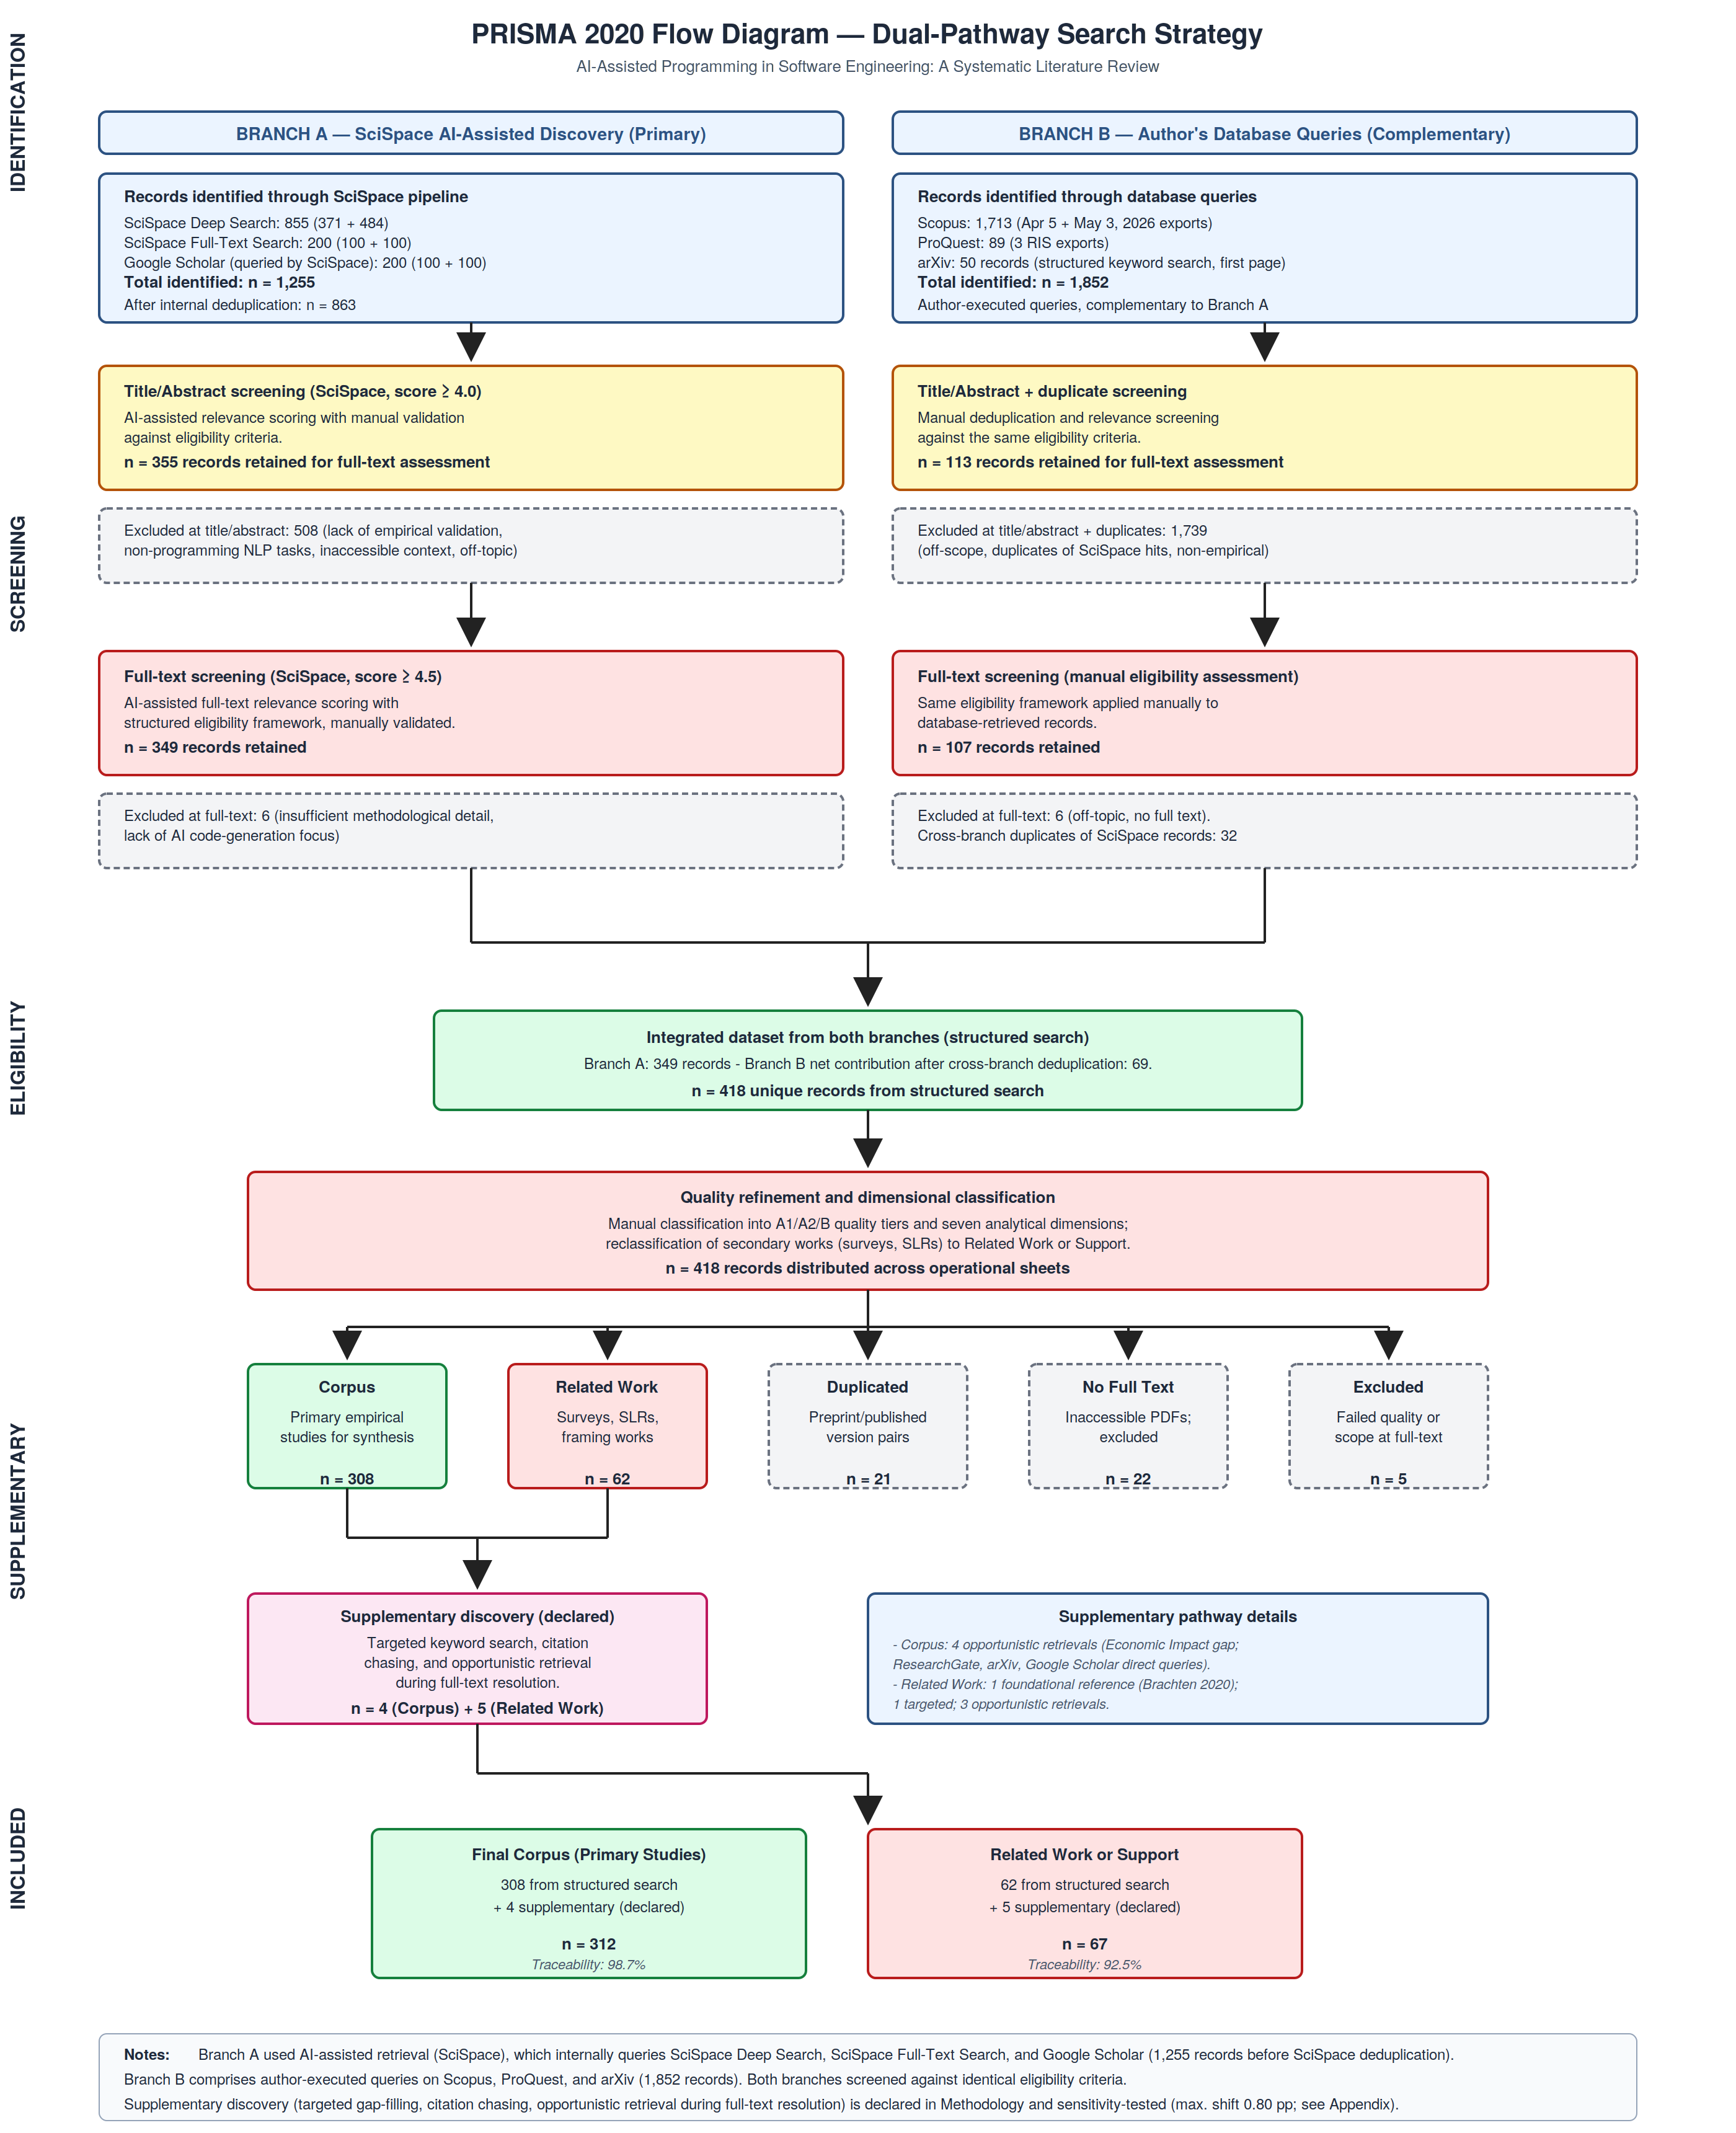 PRISMA 2020 Flow Diagram — Dual-Pathway Search Strategy
AI-Assisted Programming in Software Engineering: A Systematic Literature Review
IDENTIFICATION
BRANCH A — SciSpace AI-Assisted Discovery (Primary)
Records identified through SciSpace pipeline
SciSpace Deep Search: 855 (371 + 484)
SciSpace Full-Text Search: 200 (100 + 100)
Google Scholar (queried by SciSpace): 200 (100 + 100)
Total identified: n = 1,255
After internal deduplication: n = 863
BRANCH B — Author's Database Queries (Complementary)
Records identified through database queries
Scopus: 1,713 (Apr 5 + May 3, 2026 exports)
ProQuest: 89 (3 RIS exports)
arXiv: 50 records (structured keyword search, first page)
Total identified: n = 1,852
Author-executed queries, complementary to Branch A
SCREENING
Title/Abstract screening (SciSpace, score ≥ 4.0)
AI-assisted relevance scoring with manual validation
against eligibility criteria.
n = 355 records retained for full-text assessment
Title/Abstract + duplicate screening
Manual deduplication and relevance screening
against the same eligibility criteria.
n = 113 records retained for full-text assessment
Excluded at title/abstract: 508 (lack of empirical validation,
non-programming NLP tasks, inaccessible context, off-topic)
Excluded at title/abstract + duplicates: 1,739
(off-scope, duplicates of SciSpace hits, non-empirical)
Full-text screening (SciSpace, score ≥ 4.5)
AI-assisted full-text relevance scoring with
structured eligibility framework, manually validated.
n = 349 records retained
Full-text screening (manual eligibility assessment)
Same eligibility framework applied manually to
database-retrieved records.
n = 107 records retained
Excluded at full-text: 6 (insufficient methodological detail,
lack of AI code-generation focus)
Excluded at full-text: 6 (off-topic, no full text).
Cross-branch duplicates of SciSpace records: 32
ELIGIBILITY
Integrated dataset from both branches (structured search)
Branch A: 349 records - Branch B net contribution after cross-branch deduplication: 69.
n = 418 unique records from structured search
Quality refinement and dimensional classification
Manual classification into A1/A2/B quality tiers and seven analytical dimensions;
reclassification of secondary works (surveys, SLRs) to Related Work or Support.
n = 418 records distributed across operational sheets
SUPPLEMENTARY
Corpus
Primary empirical
studies for synthesis
n = 308
Related Work
Surveys, SLRs,
framing works
n = 62
Duplicated
Preprint/published
version pairs
n = 21
No Full Text
Inaccessible PDFs;
excluded
n = 22
Excluded
Failed quality or
scope at full-text
n = 5
Supplementary discovery (declared)
Targeted keyword search, citation
chasing, and opportunistic retrieval
during full-text resolution.
n = 4 (Corpus) + 5 (Related Work)
Supplementary pathway details
- Corpus: 4 opportunistic retrievals (Economic Impact gap;
ResearchGate, arXiv, Google Scholar direct queries).
- Related Work: 1 foundational reference (Brachten 2020);
1 targeted; 3 opportunistic retrievals.
INCLUDED
Final Corpus (Primary Studies)
308 from structured search
+ 4 supplementary (declared)
n = 312
Traceability: 98.7%
Related Work or Support
62 from structured search
+ 5 supplementary (declared)
n = 67
Traceability: 92.5%
Notes: Branch A used AI-assisted retrieval (SciSpace), which internally queries SciSpace Deep Search, SciSpace Full-Text Search, and Google Scholar (1,255 records before SciSpace deduplication).
Branch B comprises author-executed queries on Scopus, ProQuest, and arXiv (1,852 records). Both branches screened against identical eligibility criteria.
Supplementary discovery (targeted gap-filling, citation chasing, opportunistic retrieval during full-text resolution) is declared in Methodology and sensitivity-tested (max. shift 0.80 pp; see Appendix).